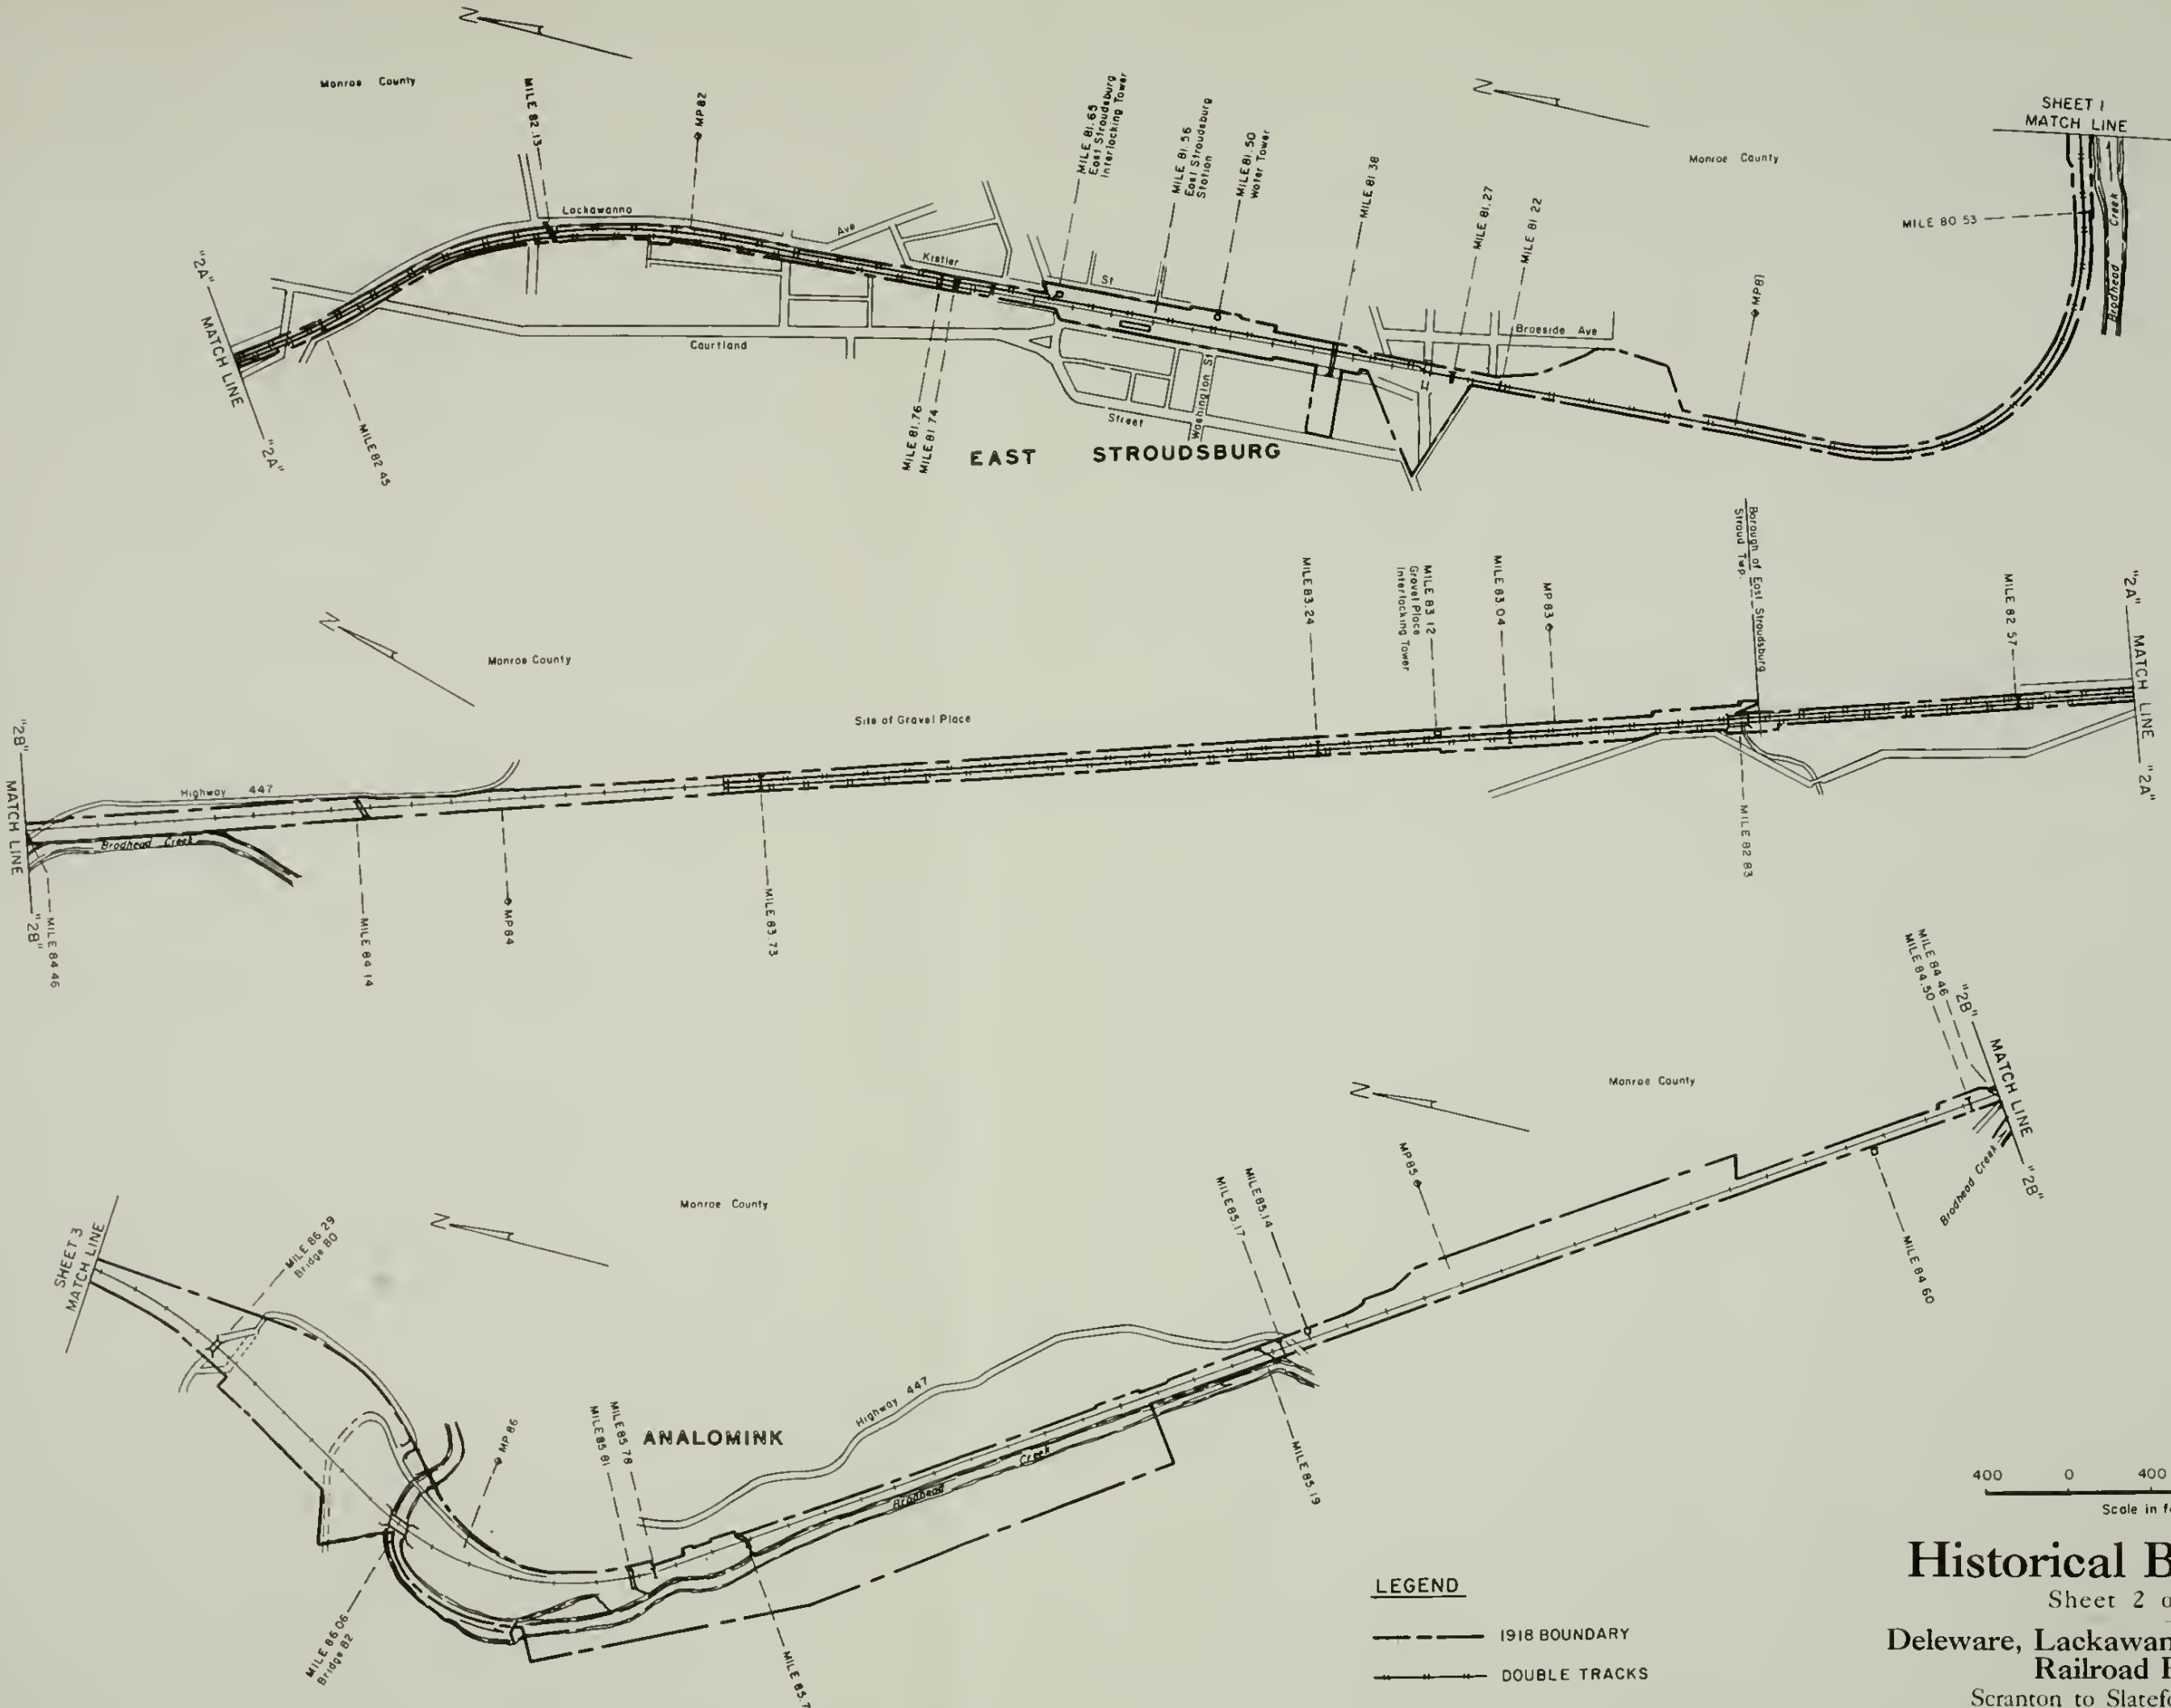 N
Monroe County
MILE 82.13
MP82
MILE 81.65
East Stroudsburg
Interlocking Tower
MILE 81.56
East Stroudsburg
Station
MILE 81.50
Water Tower
MILE 81 38
MILE 81.27
MILE 81 22
N
Monroe County
SHEET 1
MATCH LINE
MILE 80 53
Brodhead Creek
MP81
Lackawanna
Ave
Kistler
St
Braeside Ave
"2A"
MATCH LINE
"2A"
MILE 82 45
Courtland
Street
Washington St
MILE 81.76
MILE 81 74
EAST STROUDSBURG
N
Monroe County
Site of Gravel Place
MILE 83.24
MILE 83 12
Gravel Place
Interlocking Tower
MILE 83 04
MP 83
Borough of East Stroudsburg
Stroud Twp.
MILE 82 57
"2A"
MATCH LINE
"2A"
MILE 82 83
"2B"
MATCH LINE
"2B"
Highway 447
Brodhead Creek
MILE 84 46
MILE 84 14
MP84
MILE 83.73
MILE 84 46
MILE 84.50
"2B"
MATCH LINE
"2B"
Brodhead Creek
MILE 84 60
N
Monroe County
MP85
MILE 85.14
MILE 85.17
MILE 85.19
N
Monroe County
SHEET 3
MATCH LINE
MILE 86 29
Bridge 80
MP 86
MILE 85 78
MILE 85 81
ANALOMINK
Highway 447
Brodhead Creek
MILE 86 06
Bridge 82
MILE 85.7
LEGEND
1918 BOUNDARY
DOUBLE TRACKS
400 0 400
Scale in f
Historical B
Sheet 2 o
Deleware, Lackawan
Railroad
Scranton to Slatef